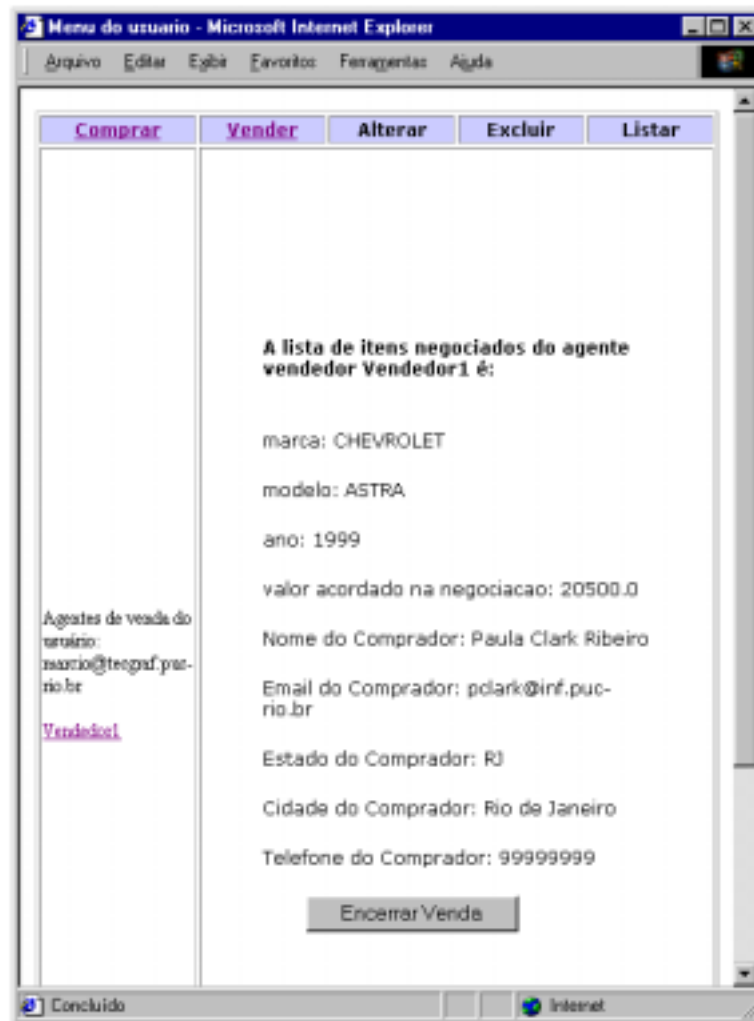 Menu do usuario - Microsoft Internet Explorer
Arquivo Editar Exibir Favoritos Ferramentas Ajuda
Comprar Vender Alterar Excluir Listar
A lista de itens negociados do agente
vendedor Vendedor1 é:
marca: CHEVROLET
modelo: ASTRA
ano: 1999
valor acordado na negociacao: 20500.0
Nome do Comprador: Paula Clark Ribeiro
Email do Comprador: pclark@inf.puc-
rio.br
Estado do Comprador: RJ
Cidade do Comprador: Rio de Janeiro
Telefone do Comprador: 99999999
Encerrar Venda
Agentes de venda do
usuário:
marcio@tecgraf.puc-
rio.br
Vendedor1
Concluído Internet